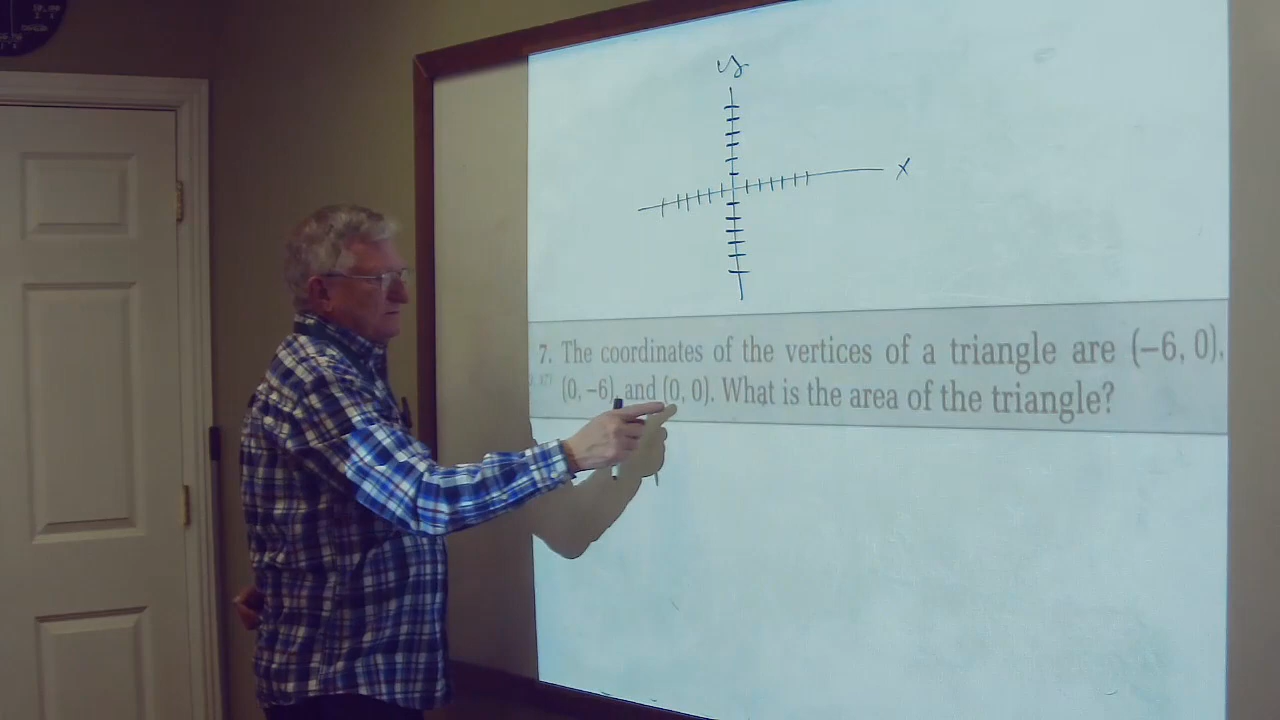 y
x
7. The coordinates of the vertices of a triangle are (−6, 0),
(0, −6), and (0, 0). What is the area of the triangle?